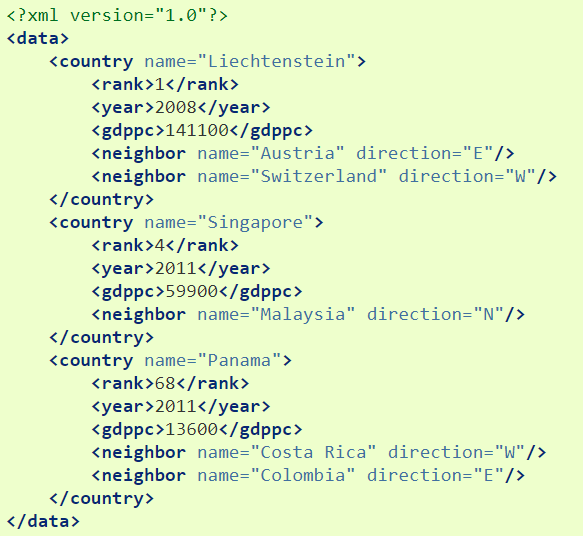 <?xml version="1.0"?>
<data>
    <country name="Liechtenstein">
        <rank>1</rank>
        <year>2008</year>
        <gdppc>141100</gdppc>
        <neighbor name="Austria" direction="E"/>
        <neighbor name="Switzerland" direction="W"/>
    </country>
    <country name="Singapore">
        <rank>4</rank>
        <year>2011</year>
        <gdppc>59900</gdppc>
        <neighbor name="Malaysia" direction="N"/>
    </country>
    <country name="Panama">
        <rank>68</rank>
        <year>2011</year>
        <gdppc>13600</gdppc>
        <neighbor name="Costa Rica" direction="W"/>
        <neighbor name="Colombia" direction="E"/>
    </country>
</data>